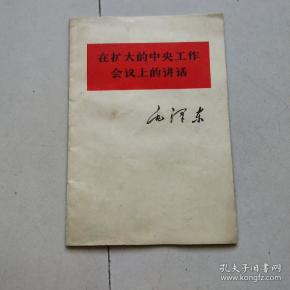 在扩大的中央工作
会议上的讲话
毛泽东
孔夫子旧书网